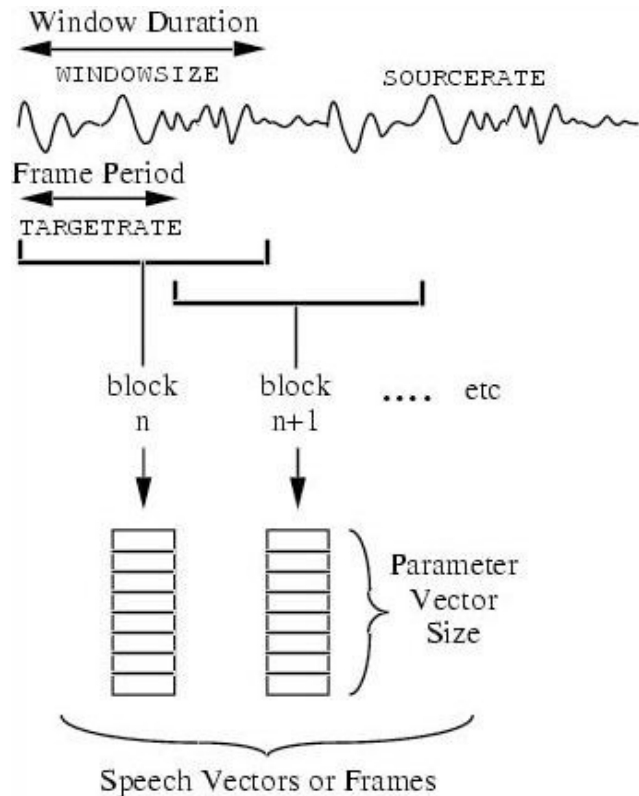 Window Duration
WINDOWSIZE SOURCERATE
Frame Period
TARGETRATE
block block .... etc
n n+1
Parameter
Vector
Size
Speech Vectors or Frames